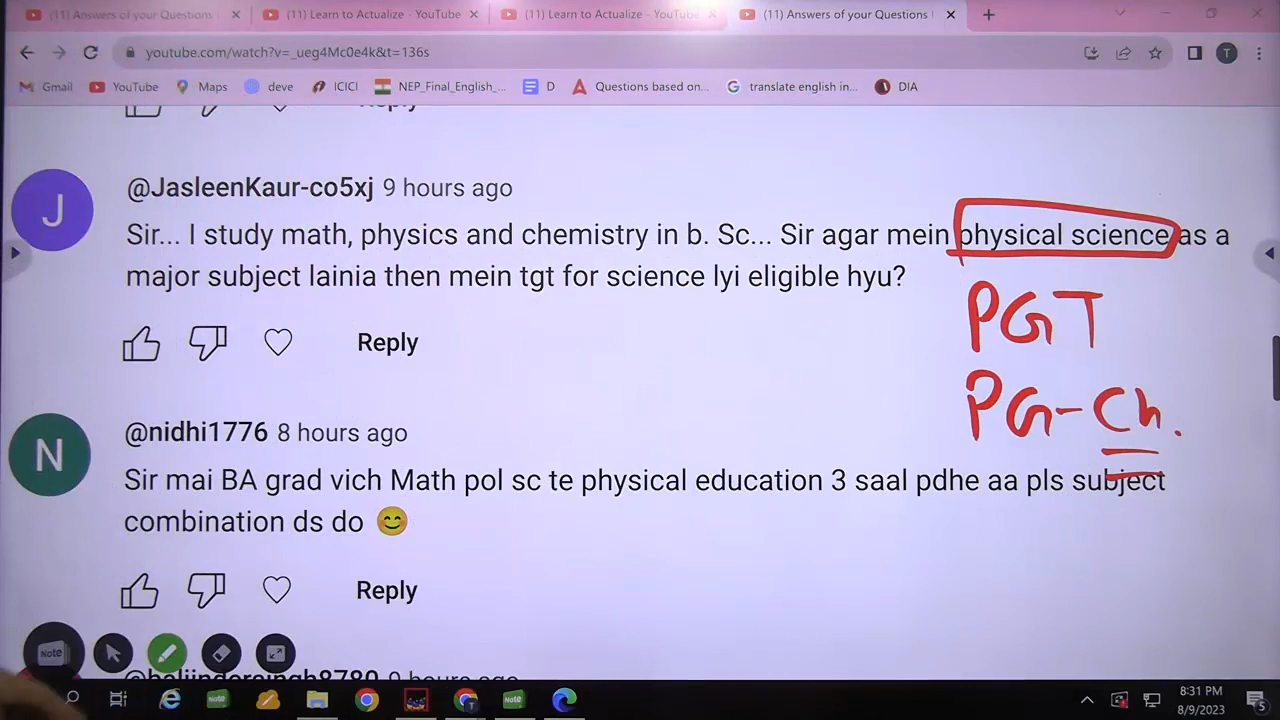 (11) Answers of your Questions
(11) Learn to Actualize - YouTube
(11) Learn to Actualize - YouTube
(11) Answers of your Questions
youtube.com/watch?v=_ueg4Mc0e4k&t=136s
T
Gmail YouTube Maps deve ICICI NEP_Final_English_... D Questions based on... translate english in... DIA
Reply
J
@JasleenKaur-co5xj 9 hours ago
Sir... I study math, physics and chemistry in b. Sc... Sir agar mein physical science as a
major subject lainia then mein tgt for science lyi eligible hyu?
PGT
Reply
PG-Ch.
N
@nidhi1776 8 hours ago
Sir mai BA grad vich Math pol sc te physical education 3 saal pdhe aa pls subject
combination ds do 😊
Reply
Note
9 hours ago
8:31 PM
8/9/2023